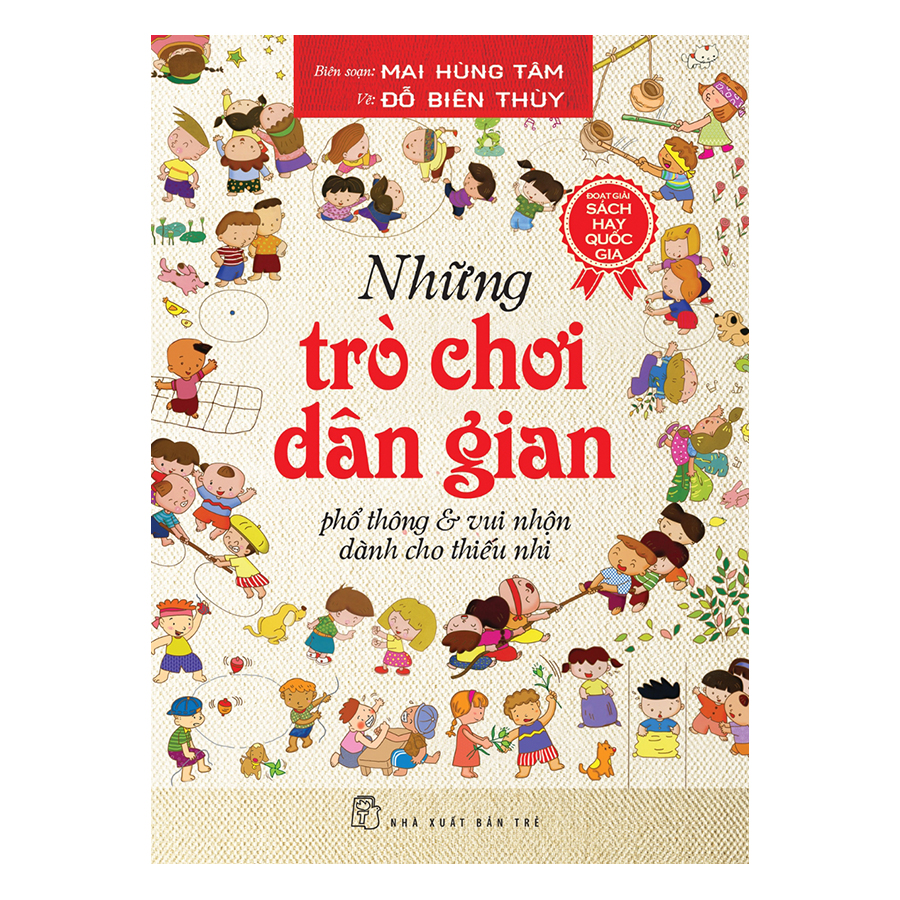 Biên soạn: MAI HÙNG TÂM
Vẽ: ĐỖ BIÊN THÙY
ĐOẠT GIẢI
SÁCH
HAY
QUỐC
GIA
Những
trò chơi
dân gian
phổ thông & vui nhộn
dành cho thiếu nhi
NHÀ XUẤT BẢN TRẺ